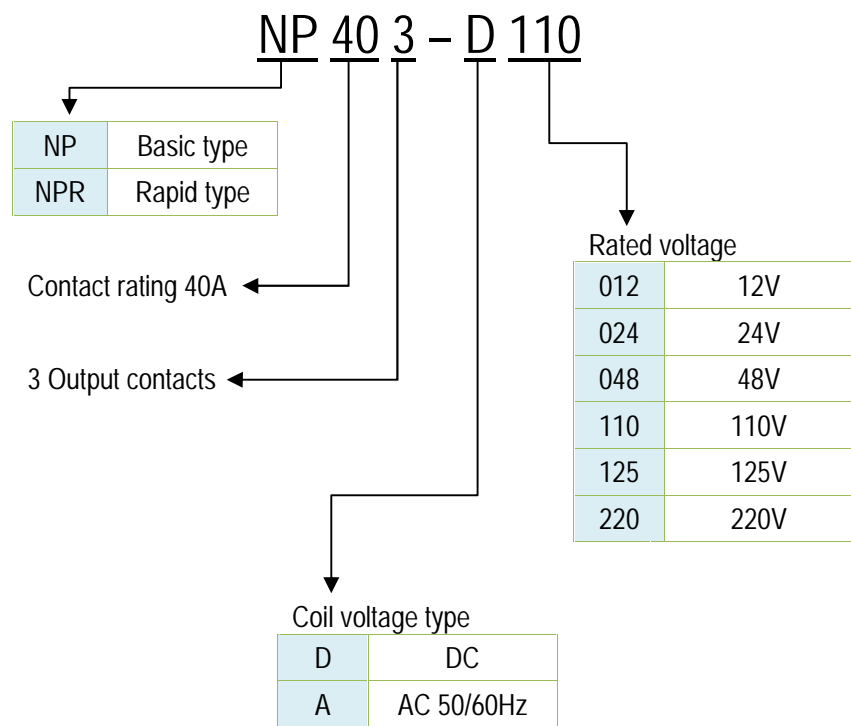 NP 40 3 – D 110
NP Basic type
NPR Rapid type
Contact rating 40A
3 Output contacts
Rated voltage
012 12V
024 24V
048 48V
110 110V
125 125V
220 220V
Coil voltage type
D DC
A AC 50/60Hz